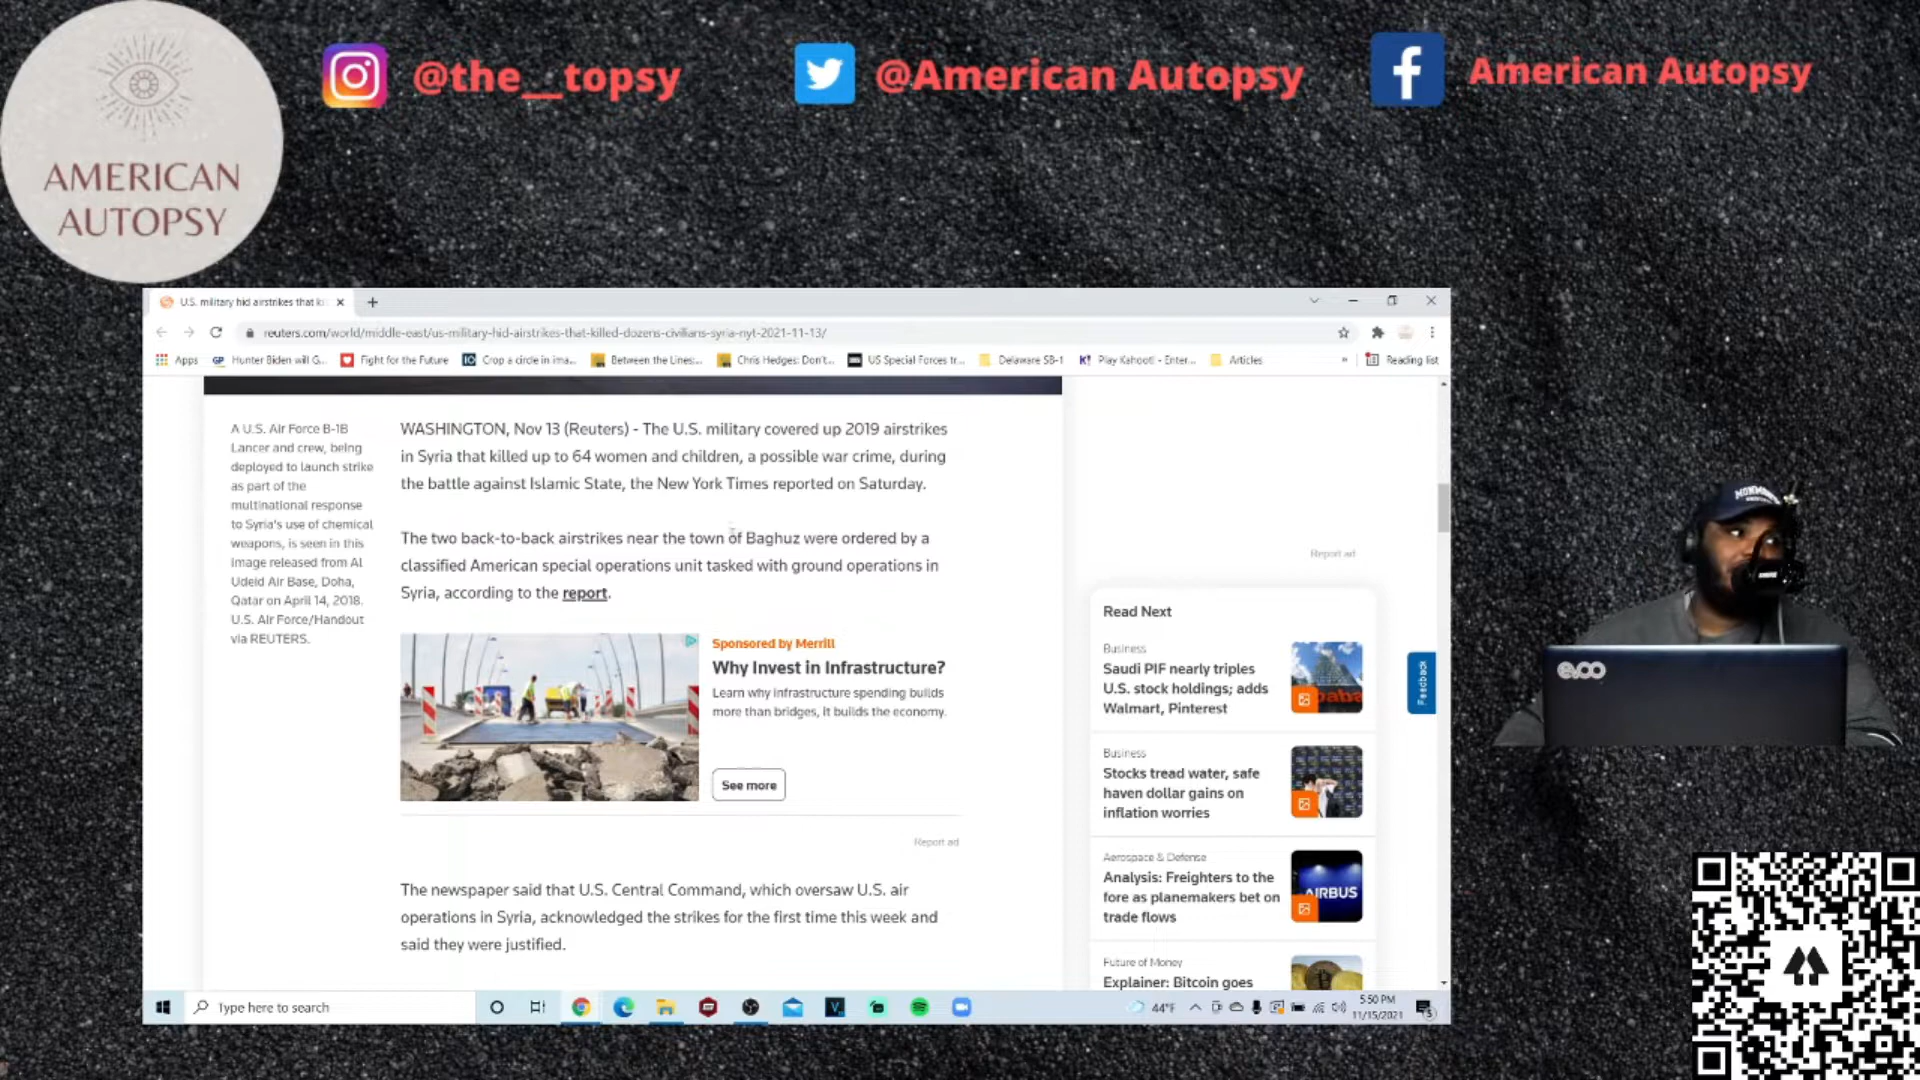 AMERICAN
AUTOPSY
@the__topsy
@American Autopsy
American Autopsy
U.S. military hid airstrikes that ki
reuters.com/world/middle-east/us-military-hid-airstrikes-that-killed-dozens-civilians-syria-nyt-2021-11-13/
Apps
Hunter Biden will G...
Fight for the Future
Crop a circle in ima...
Between the Lines:...
Chris Hedges: Don't...
US Special Forces tr...
Delaware SB-1
Play Kahoot! - Enter...
Articles
»
Reading list
A U.S. Air Force B-1B
Lancer and crew, being
deployed to launch strike
as part of the
multinational response
to Syria's use of chemical
weapons, is seen in this
image released from Al
Udeid Air Base, Doha,
Qatar on April 14, 2018.
U.S. Air Force/Handout
via REUTERS.
WASHINGTON, Nov 13 (Reuters) - The U.S. military covered up 2019 airstrikes
in Syria that killed up to 64 women and children, a possible war crime, during
the battle against Islamic State, the New York Times reported on Saturday.
The two back-to-back airstrikes near the town of Baghuz were ordered by a
classified American special operations unit tasked with ground operations in
Syria, according to the report.
Sponsored by Merrill
Why Invest in Infrastructure?
Learn why infrastructure spending builds
more than bridges, it builds the economy.
See more
Report ad
The newspaper said that U.S. Central Command, which oversaw U.S. air
operations in Syria, acknowledged the strikes for the first time this week and
said they were justified.
Report ad
Read Next
Business
Saudi PIF nearly triples
U.S. stock holdings; adds
Walmart, Pinterest
Business
Stocks tread water, safe
haven dollar gains on
inflation worries
Aerospace & Defense
Analysis: Freighters to the
fore as planemakers bet on
trade flows
AIRBUS
Future of Money
Explainer: Bitcoin goes
Feedback
evoo
Type here to search
44°F
5:50 PM
11/15/2021